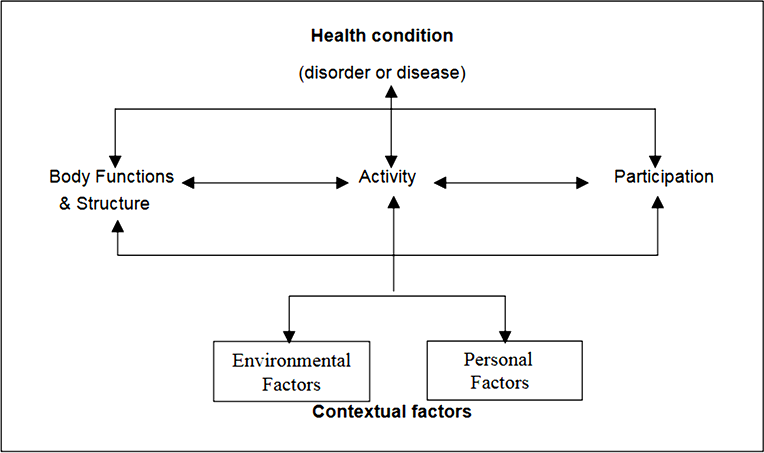 Health condition
(disorder or disease)
Body Functions
& Structure
Activity
Participation
Environmental
Factors
Personal
Factors
Contextual factors